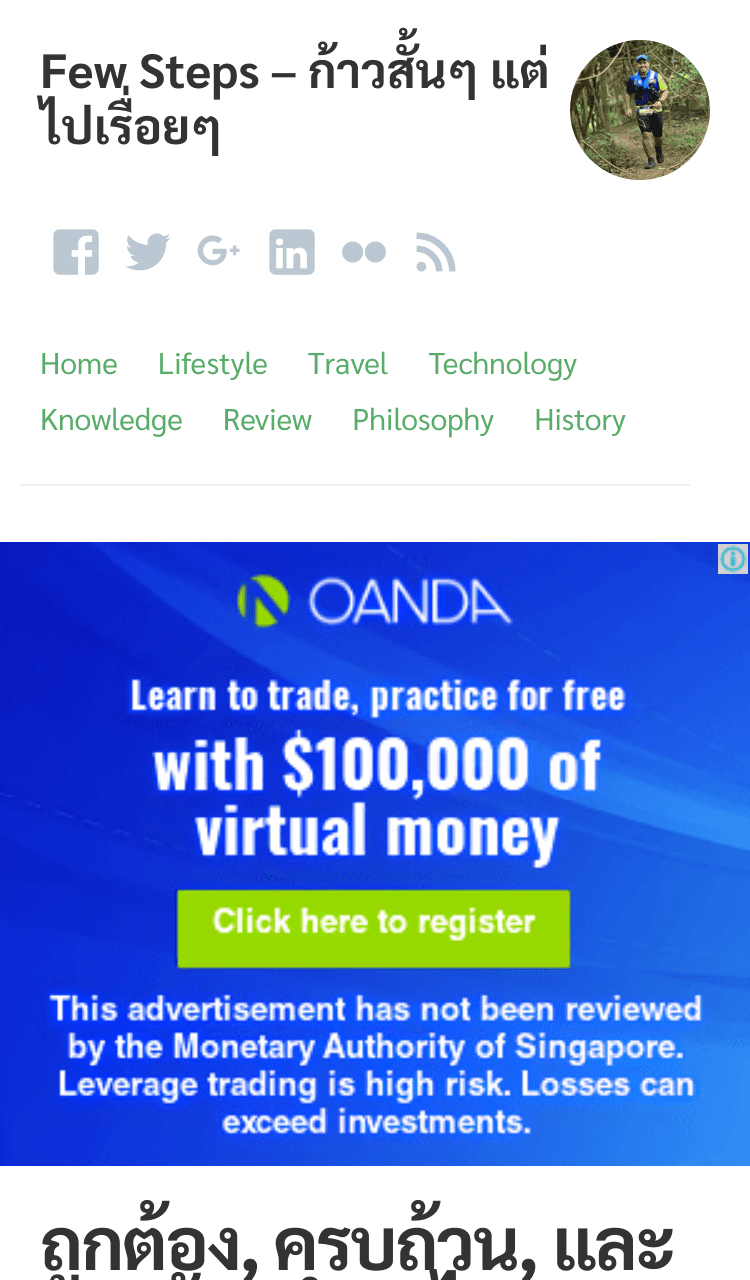 Few Steps – ก้าวสั้นๆ แต่
ไปเรื่อยๆ
Home Lifestyle Travel Technology
Knowledge Review Philosophy History
OANDA
Learn to trade, practice for free
with $100,000 of
virtual money
Click here to register
This advertisement has not been reviewed
by the Monetary Authority of Singapore.
Leverage trading is high risk. Losses can
exceed investments.
ถูกต้อง, ครบถ้วน, และ